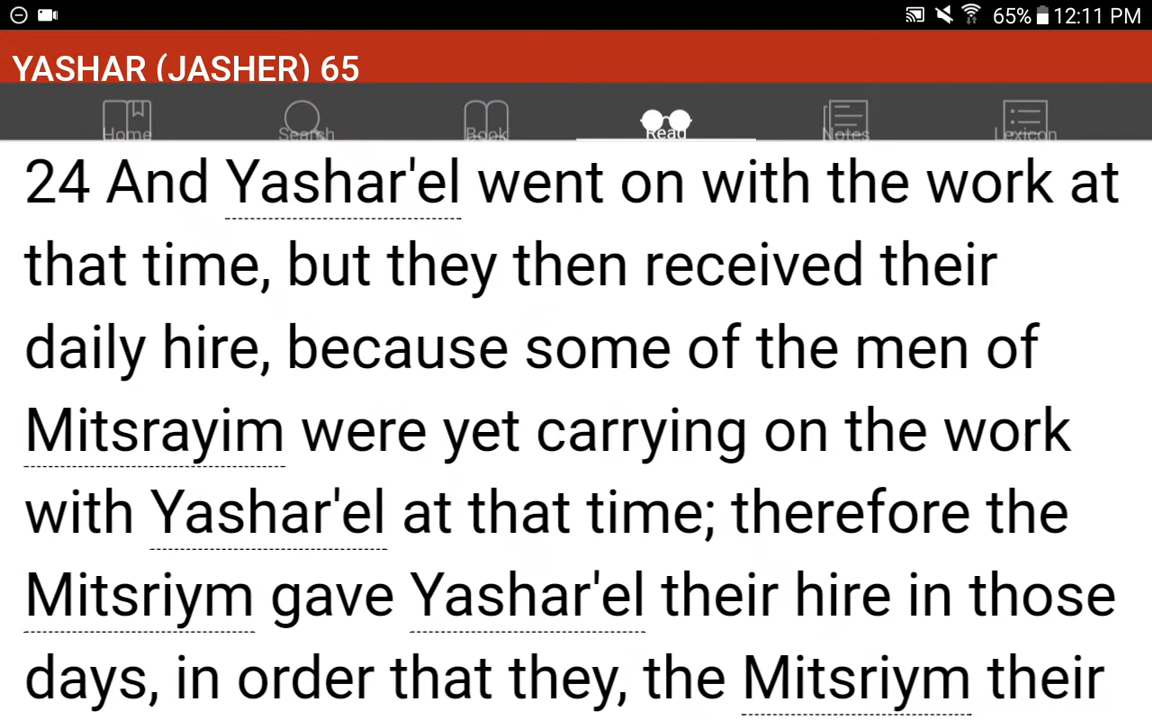 65% 12:11 PM
YASHAR (JASHER) 65
Home Search Book Read Notes Lexicon
24 And Yashar'el went on with the work at
that time, but they then received their
daily hire, because some of the men of
Mitsrayim were yet carrying on the work
with Yashar'el at that time; therefore the
Mitsriym gave Yashar'el their hire in those
days, in order that they, the Mitsriym their